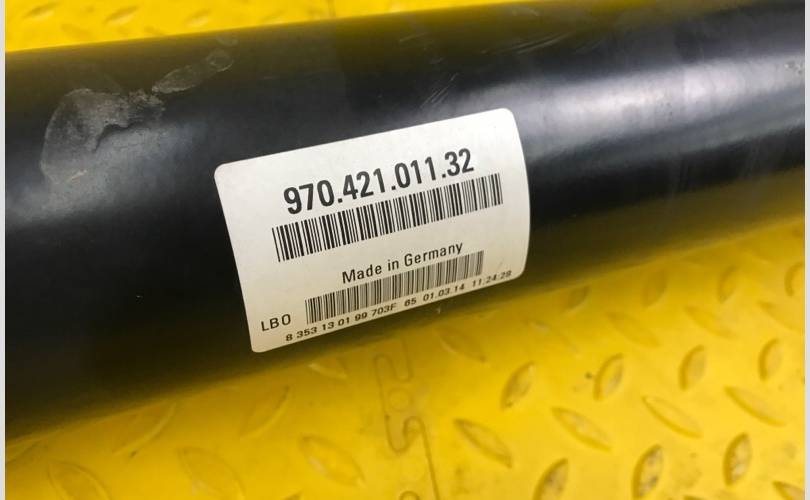 970.421.011.32
Made in Germany
LBO
8 353 13 01 99 703F 65 01.03.14 11:24:28